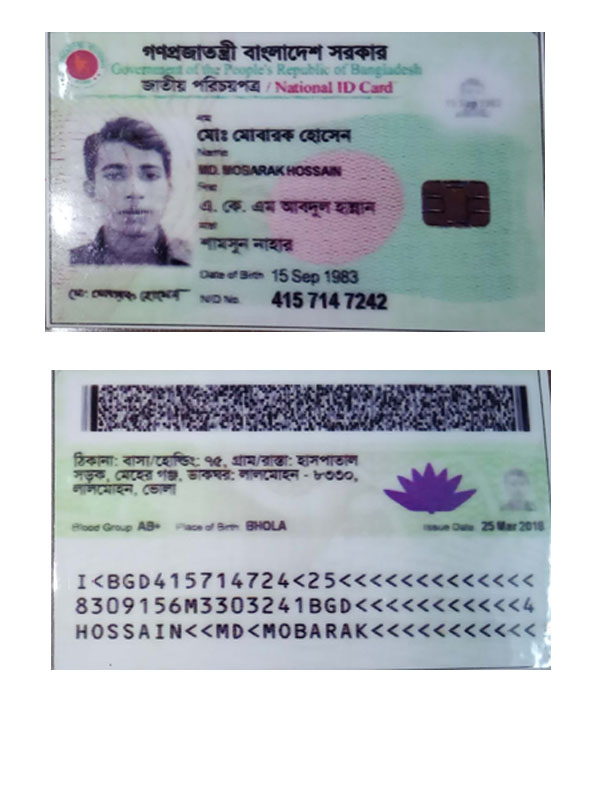 গণপ্রজাতন্ত্রী বাংলাদেশ সরকার
Government of the People's Republic of Bangladesh
জাতীয় পরিচয়পত্র / National ID Card
নাম
মোঃ মোবারক হোসেন
Name
MD. MOBARAK HOSSAIN
পিতা
এ. কে. এম আবদুল হান্নান
মাতা
শামসুন নাহার
Date of Birth 15 Sep 1983
NID No. 415 714 7242
মো: মোবারক হোসেন
ঠিকানা: বাসা/হোল্ডিং: ৭৫, গ্রাম/রাস্তা: হাসপাতাল
সড়ক, মেহের গঞ্জ, ডাকঘর: লালমোহন - ৮৩৩০,
লালমোহন, ভোলা
Blood Group AB+ Place of Birth BHOLA Issue Date 25 Mar 2018
I<BGD415714724<25<<<<<<<<<<<<<
8309156M3303241BGD<<<<<<<<<<<4
HOSSAIN<<MD<MOBARAK<<<<<<<<<<<